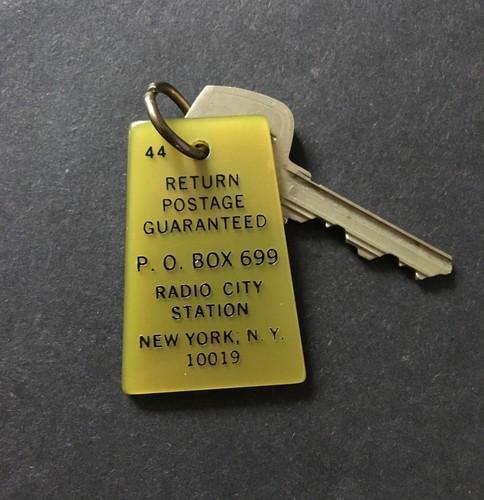 44
RETURN
POSTAGE
GUARANTEED
P. O. BOX 699
RADIO CITY
STATION
NEW YORK, N. Y.
10019